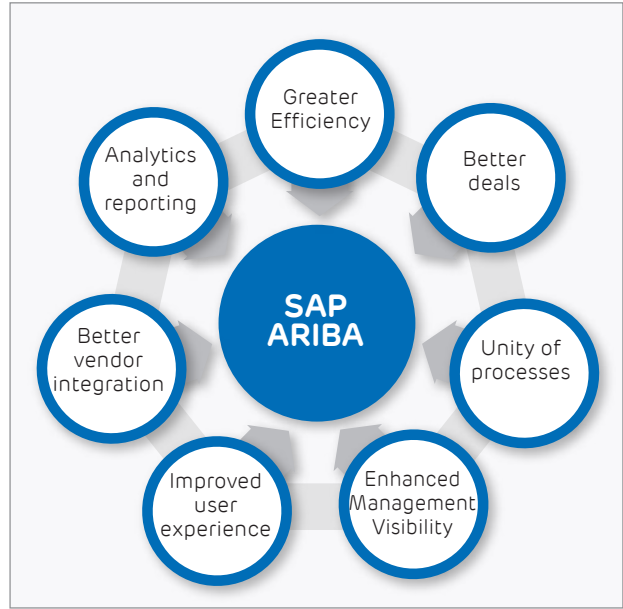 Greater
Efficiency
Better
deals
Unity of
processes
Enhanced
Management
Visibility
Improved
user
experience
Better
vendor
integration
Analytics
and
reporting
SAP
ARIBA